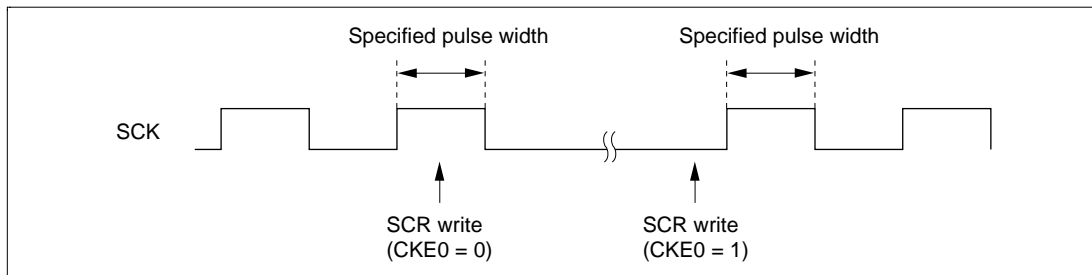 Specified pulse width
Specified pulse width
SCK
SCR write
(CKE0 = 0)
SCR write
(CKE0 = 1)